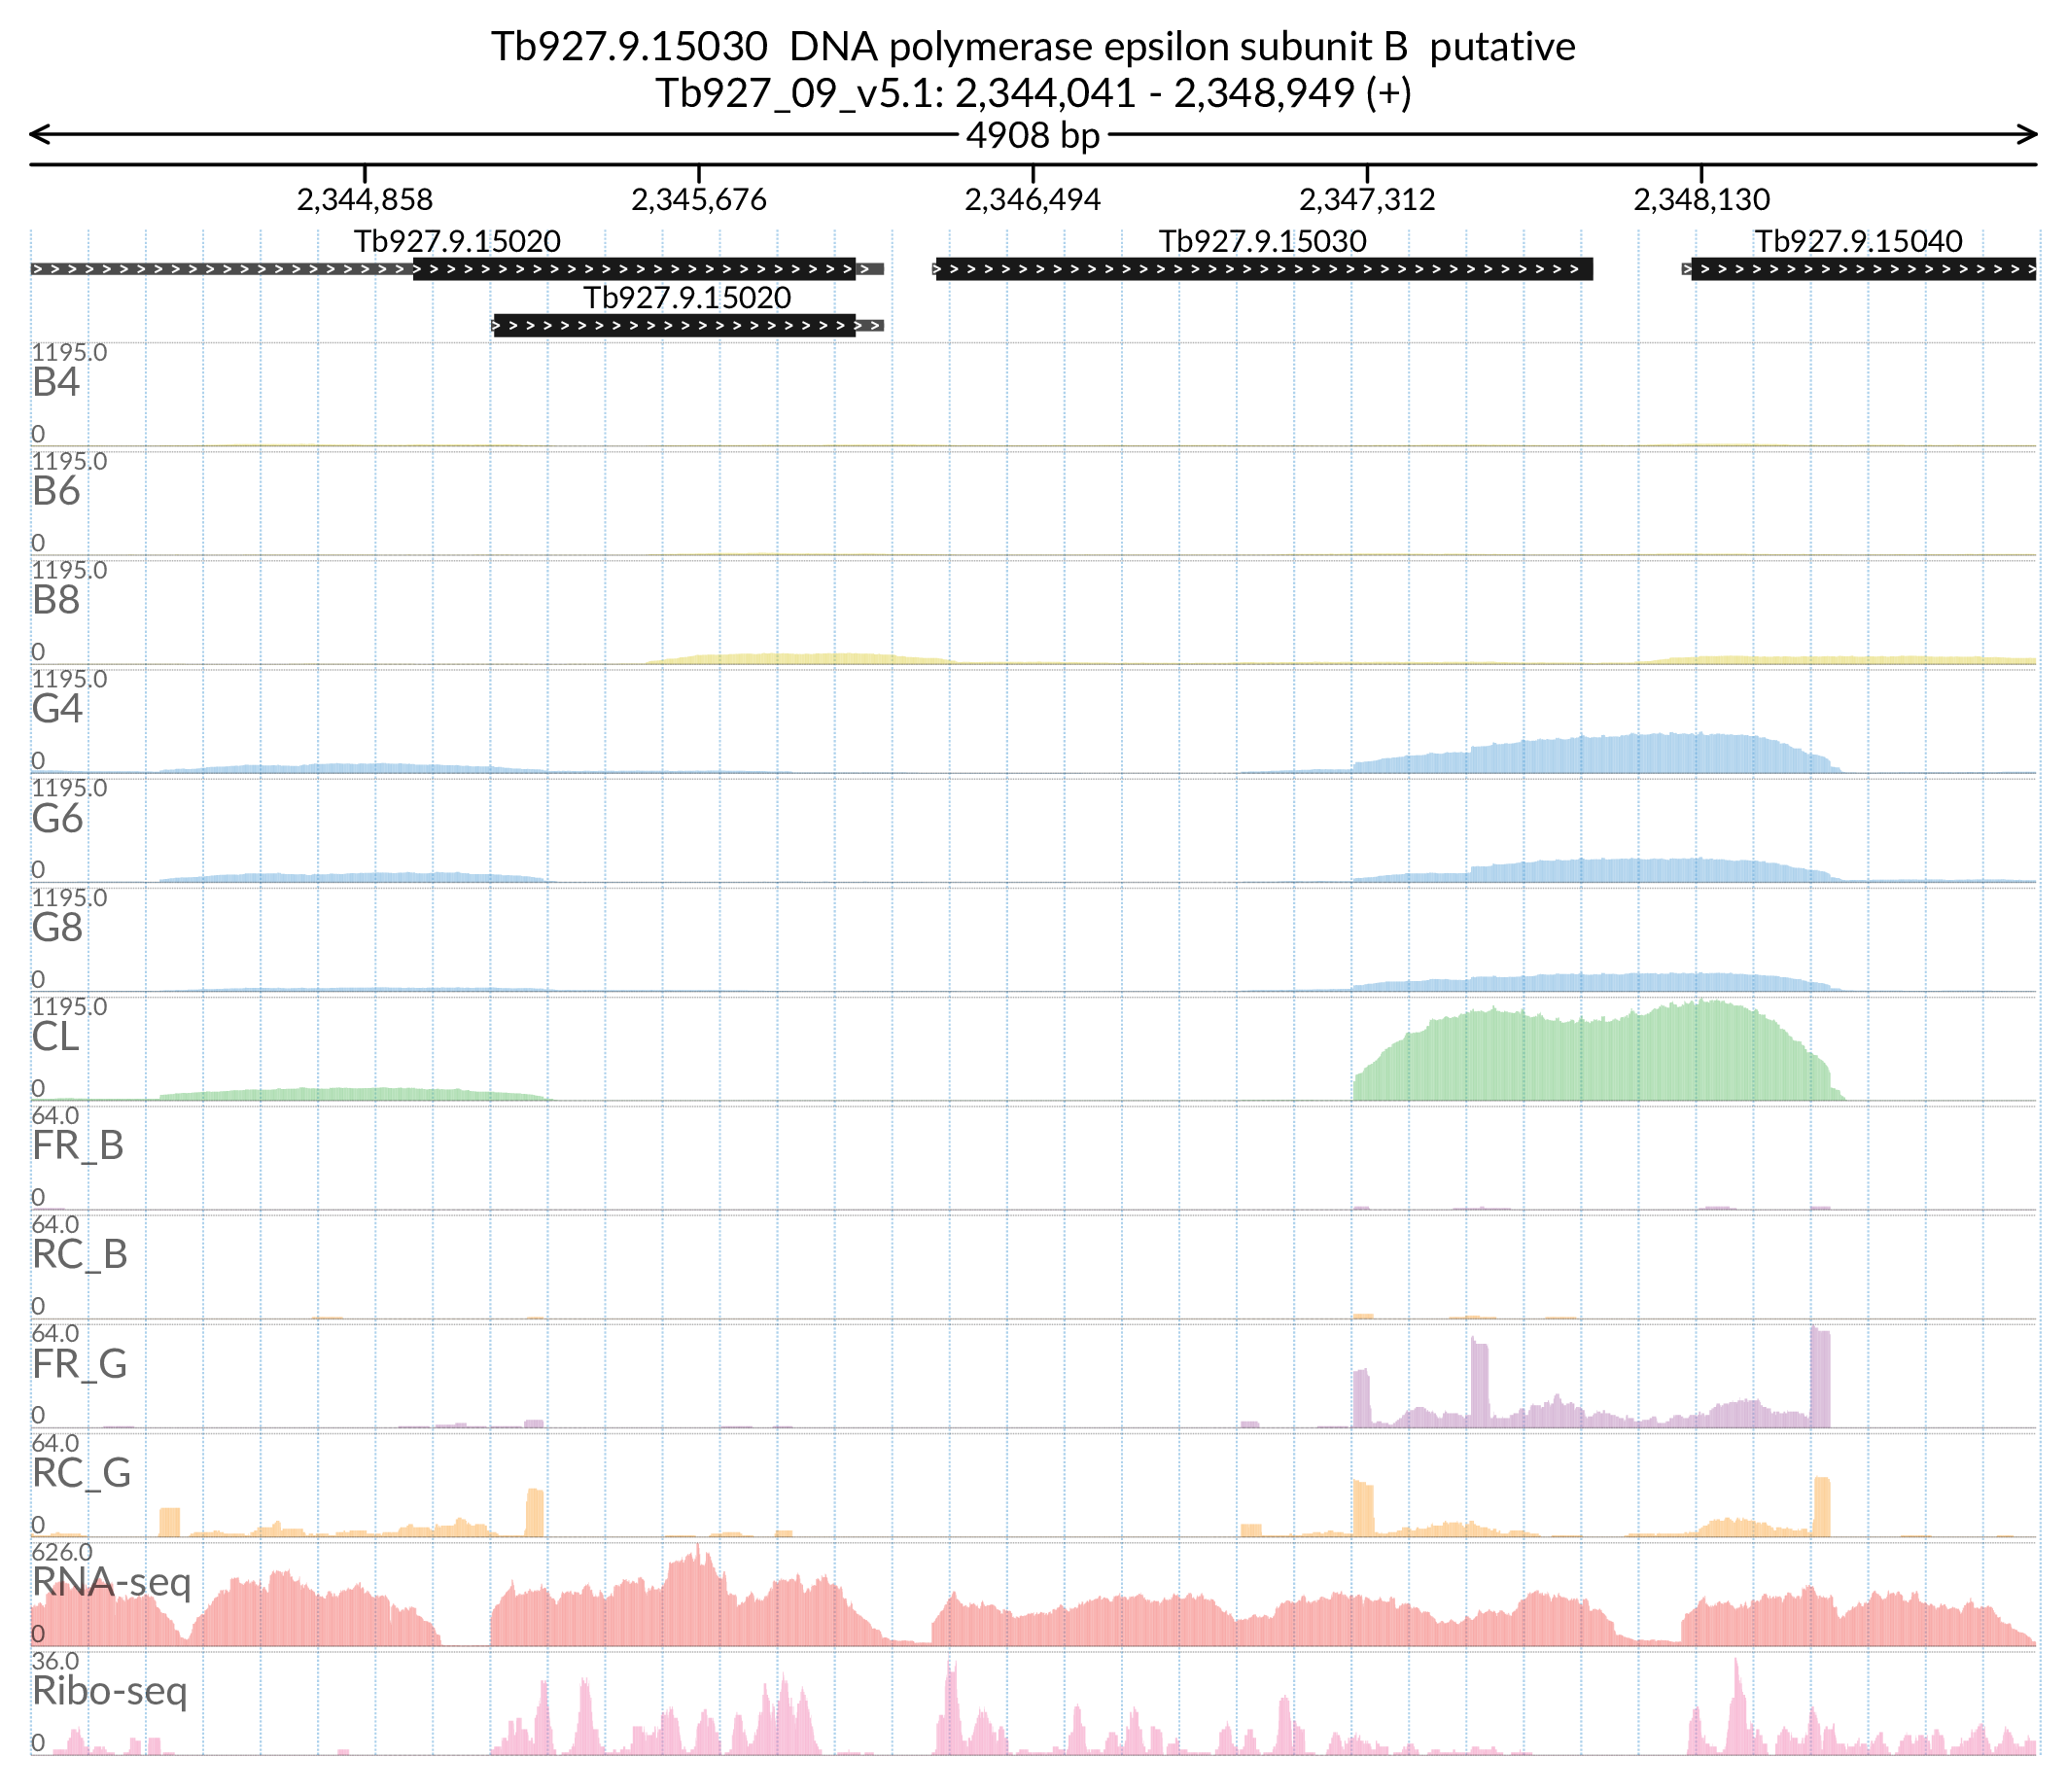 Tb927.9.15030  DNA polymerase epsilon subunit B  putative
Tb927_09_v5.1: 2,344,041 - 2,348,949 (+)
4908 bp
2,344,858 2,345,676 2,346,494 2,347,312 2,348,130
Tb927.9.15020 Tb927.9.15030 Tb927.9.15040
Tb927.9.15020
1195.0
B4
0
1195.0
B6
0
1195.0
B8
0
1195.0
G4
0
1195.0
G6
0
1195.0
G8
0
1195.0
CL
0
64.0
FR_B
0
64.0
RC_B
0
64.0
FR_G
0
64.0
RC_G
0
626.0
RNA-seq
0
36.0
Ribo-seq
0